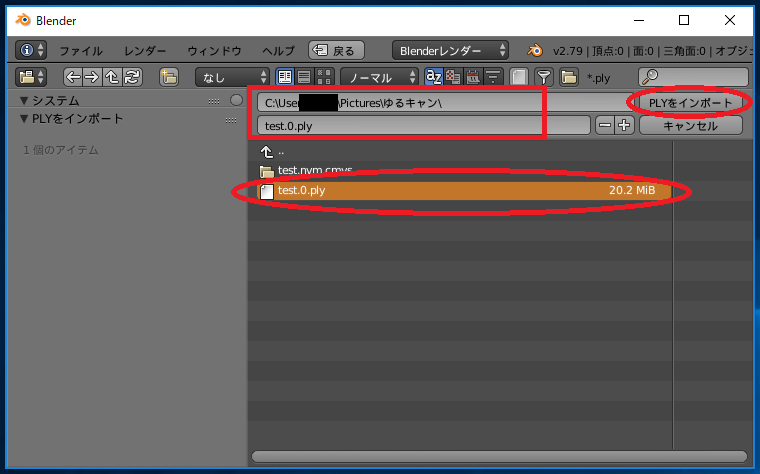 Blender
ファイル レンダー ウィンドウ ヘルプ 戻る Blenderレンダー v2.79 | 頂点:0 | 面:0 | 三角面:0 | オブジェ
なし ノーマル *.ply
システム C:\User \Pictures\ゆるキャン\ PLYをインポート
PLYをインポート test.0.ply キャンセル
1 個のアイテム ..
test.nvm.cmvs
test.0.ply 20.2 MiB